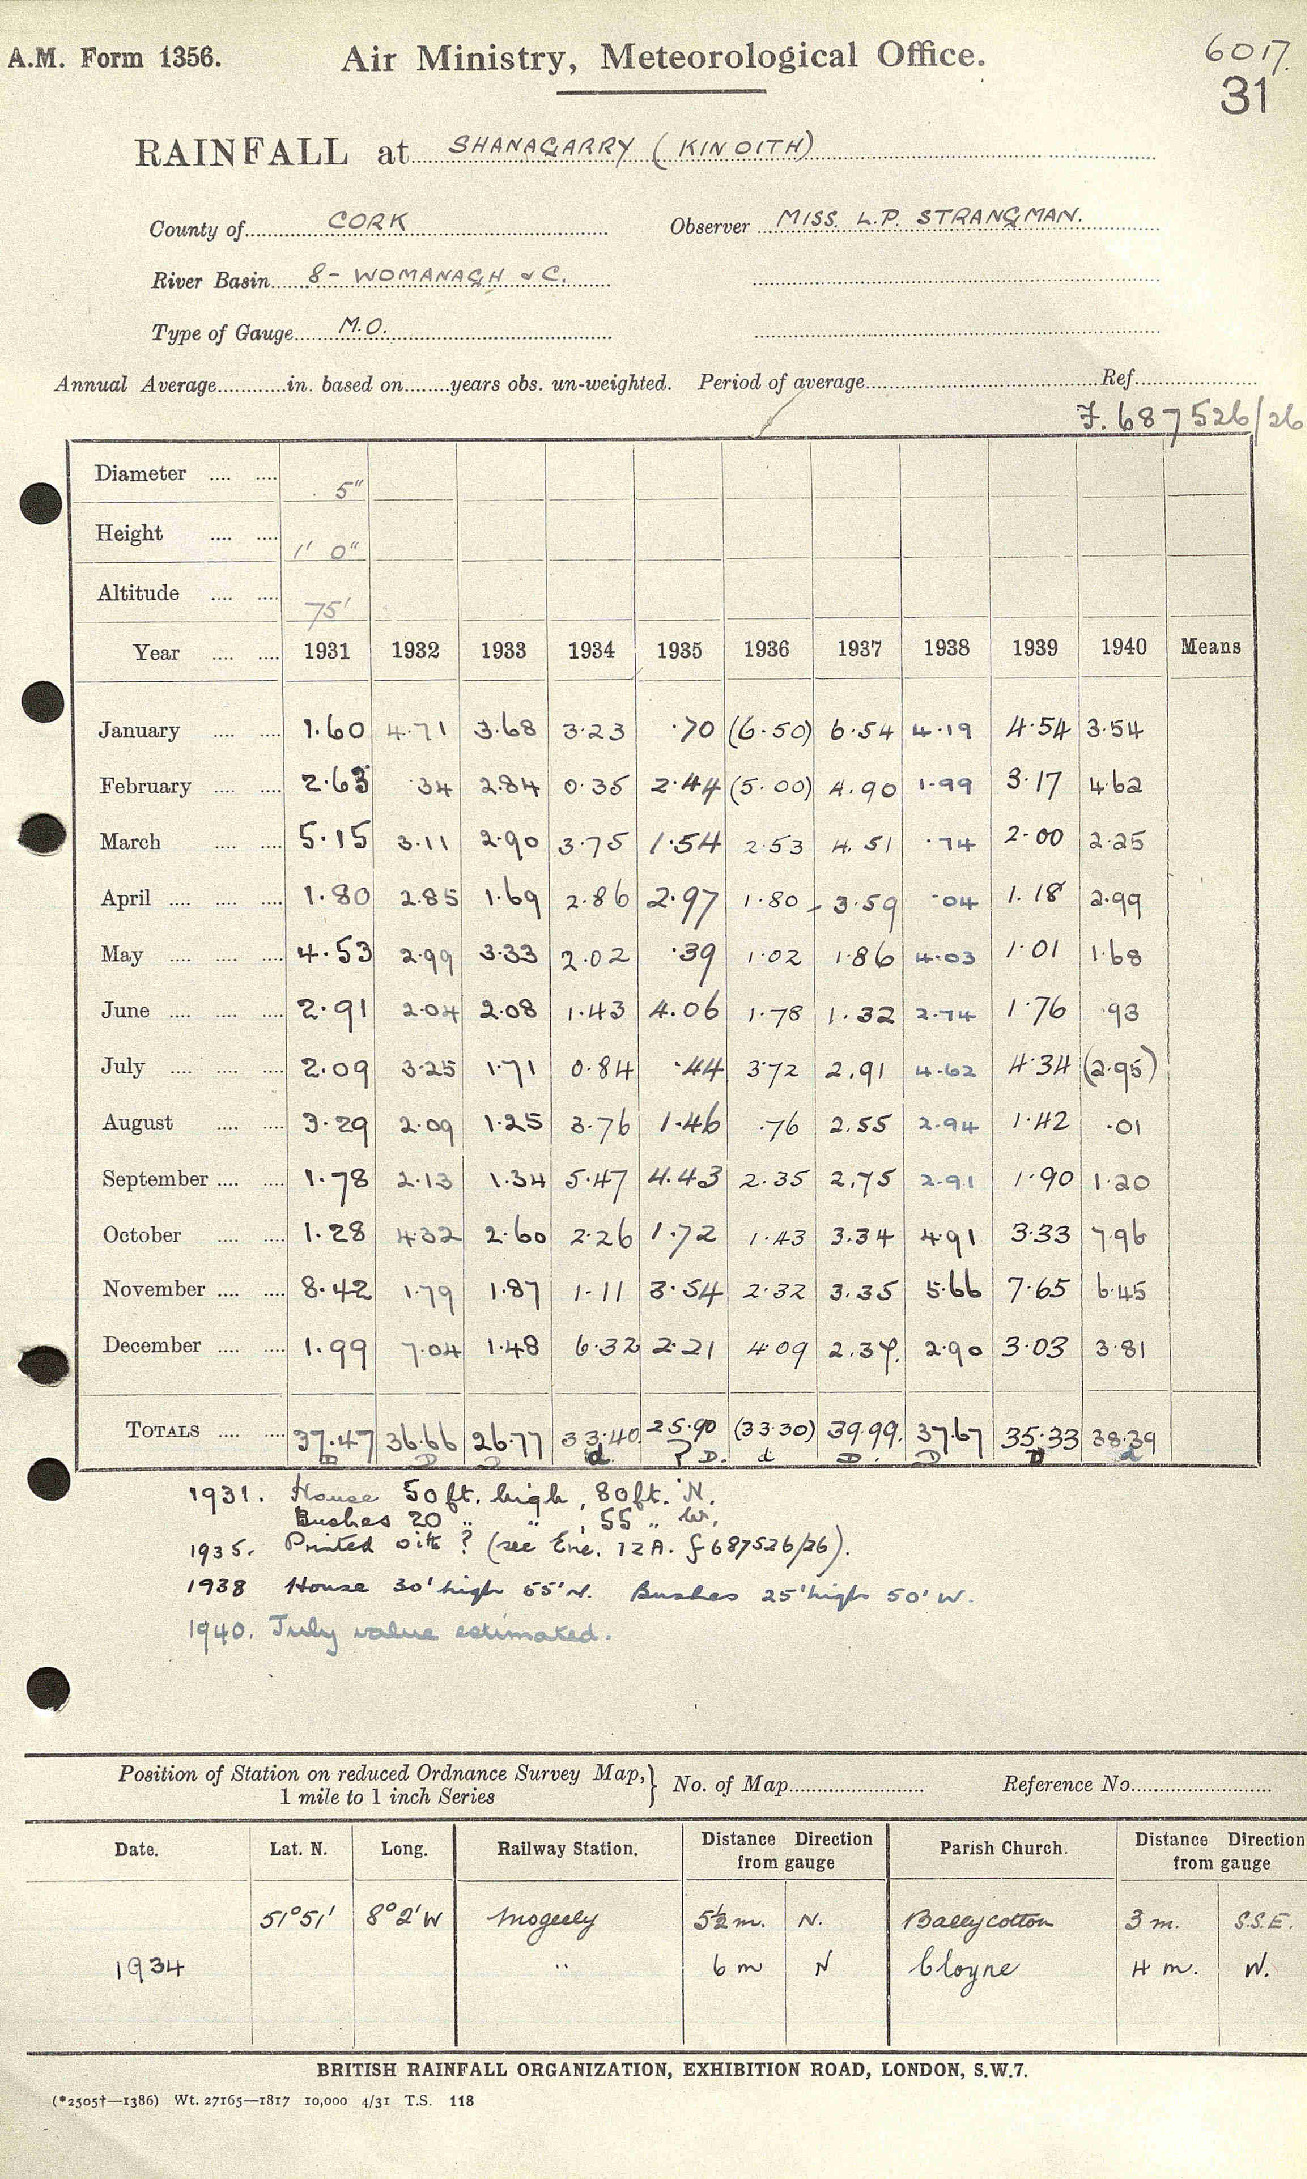 A.M. Form 1356. Air Ministry, Meteorological Office. 6017.
31
RAINFALL at SHANAGARRY (KINOITH)
County of CORK Observer MISS. L.P. STRANGMAN.
River Basin 8 - WOMANAGH & C.
Type of Gauge M.O.
Annual Average in. based on years obs. un-weighted. Period of average Ref.
F. 687526/26
Diameter 5"
Height 1' 0"
Altitude 75'
Year 1931 1932 1933 1934 1935 1936 1937 1938 1939 1940 Means
January 1.60 4.71 3.68 3.23 .70 (6.50) 6.54 4.19 4.54 3.54
February 2.63 .34 2.84 0.35 2.44 (5.00) 4.90 1.99 3.17 4.62
March 5.15 3.11 2.90 3.75 1.54 2.53 4.51 .74 2.00 2.25
April 1.80 2.85 1.69 2.86 2.97 1.80 3.59 .04 1.18 2.99
May 4.53 2.99 3.33 2.02 .39 1.02 1.86 4.03 1.01 1.68
June 2.91 2.04 2.08 1.43 4.06 1.78 1.32 2.74 1.76 .93
July 2.09 3.25 1.71 0.84 .44 3.72 2.91 4.62 4.34 (2.95)
August 3.29 2.09 1.25 3.76 1.46 .76 2.55 2.94 1.42 .01
September 1.78 2.13 1.34 5.47 4.43 2.35 2.75 2.91 1.90 1.20
October 1.28 4.32 2.60 2.26 1.72 1.43 3.34 4.91 3.33 7.96
November 8.42 1.79 1.87 1.11 3.54 2.32 3.35 5.66 7.65 6.45
December 1.99 7.04 1.48 6.32 2.21 4.09 2.37. 2.90 3.03 3.81
TOTALS 37.47 36.66 26.77 33.40 25.90 (33.30) 39.99. 37.67 35.33 38.39
D D D d ? D. d D. D D d
1931. House 50ft. high, 80ft. N.
Bushes 20 " " , 55 " W.
1935. Printed oitk ? (see Enc. 12A. f 687526/26).
1938 House 30' high 55' N. Bushes 25' high 50' W.
1940. July value estimated.
Position of Station on reduced Ordnance Survey Map, } No. of Map Reference No
1 mile to 1 inch Series
Date. Lat. N. Long. Railway Station. Distance Direction from gauge Parish Church. Distance Direction from gauge
51°51' 8°2'W Mogeely 5½ m. N. Ballycotton 3 m. S.S.E.
1934 " 6 m N Cloyne 4 m. W.
BRITISH RAINFALL ORGANIZATION, EXHIBITION ROAD, LONDON, S.W.7.
(*2505†—1386) Wt. 27165—1817 10,000 4/31 T.S. 118